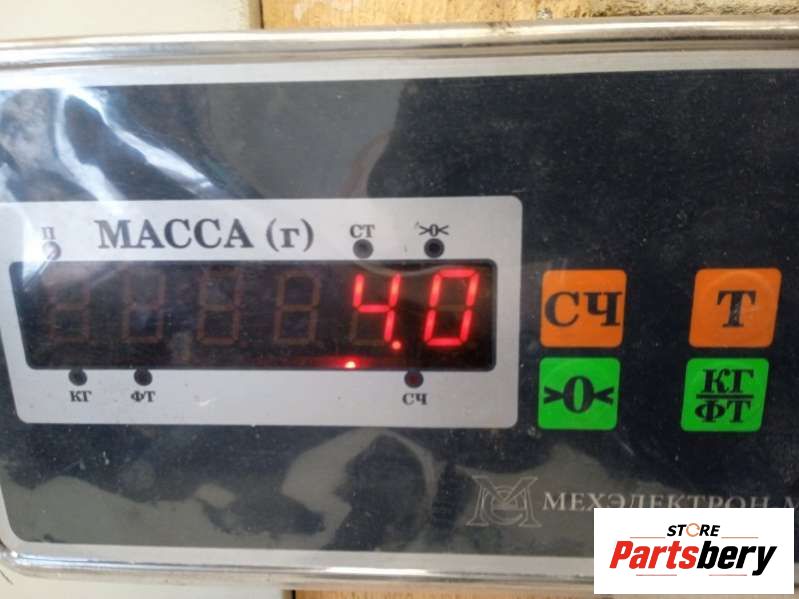 П МАССА (г) СТ >0<
4.0
КГ ФТ СЧ
СЧ Т
>0< КГ/ФТ
МЕХЭЛЕКТРОН
STORE
Partsbery